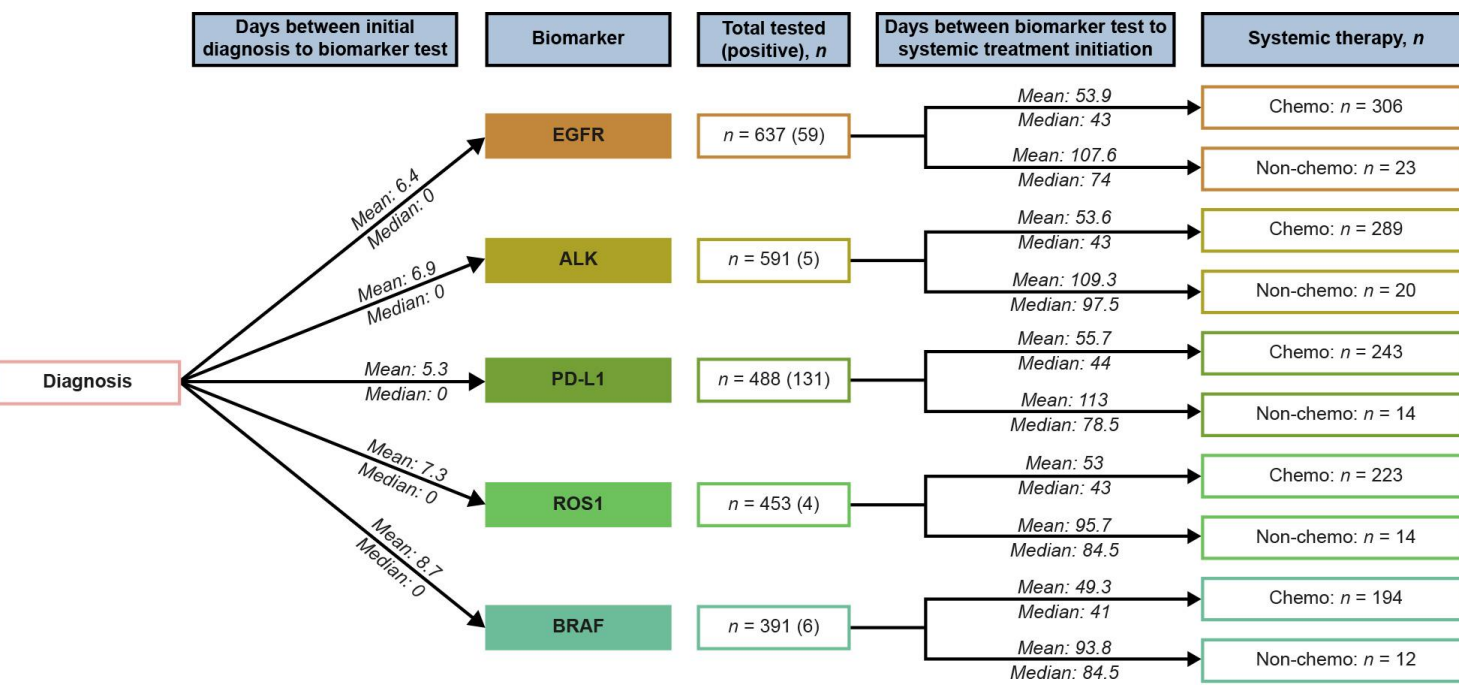 Days between initial
diagnosis to biomarker test
Biomarker
Total tested
(positive), n
Days between biomarker test to
systemic treatment initiation
Systemic therapy, n
Diagnosis
Mean: 6.4
Median: 0
EGFR
n = 637 (59)
Mean: 53.9
Median: 43
Chemo: n = 306
Mean: 107.6
Median: 74
Non-chemo: n = 23
Mean: 6.9
Median: 0
ALK
n = 591 (5)
Mean: 53.6
Median: 43
Chemo: n = 289
Mean: 109.3
Median: 97.5
Non-chemo: n = 20
Mean: 5.3
Median: 0
PD-L1
n = 488 (131)
Mean: 55.7
Median: 44
Chemo: n = 243
Mean: 113
Median: 78.5
Non-chemo: n = 14
Mean: 7.3
Median: 0
ROS1
n = 453 (4)
Mean: 53
Median: 43
Chemo: n = 223
Mean: 95.7
Median: 84.5
Non-chemo: n = 14
Mean: 8.7
Median: 0
BRAF
n = 391 (6)
Mean: 49.3
Median: 41
Chemo: n = 194
Mean: 93.8
Median: 84.5
Non-chemo: n = 12